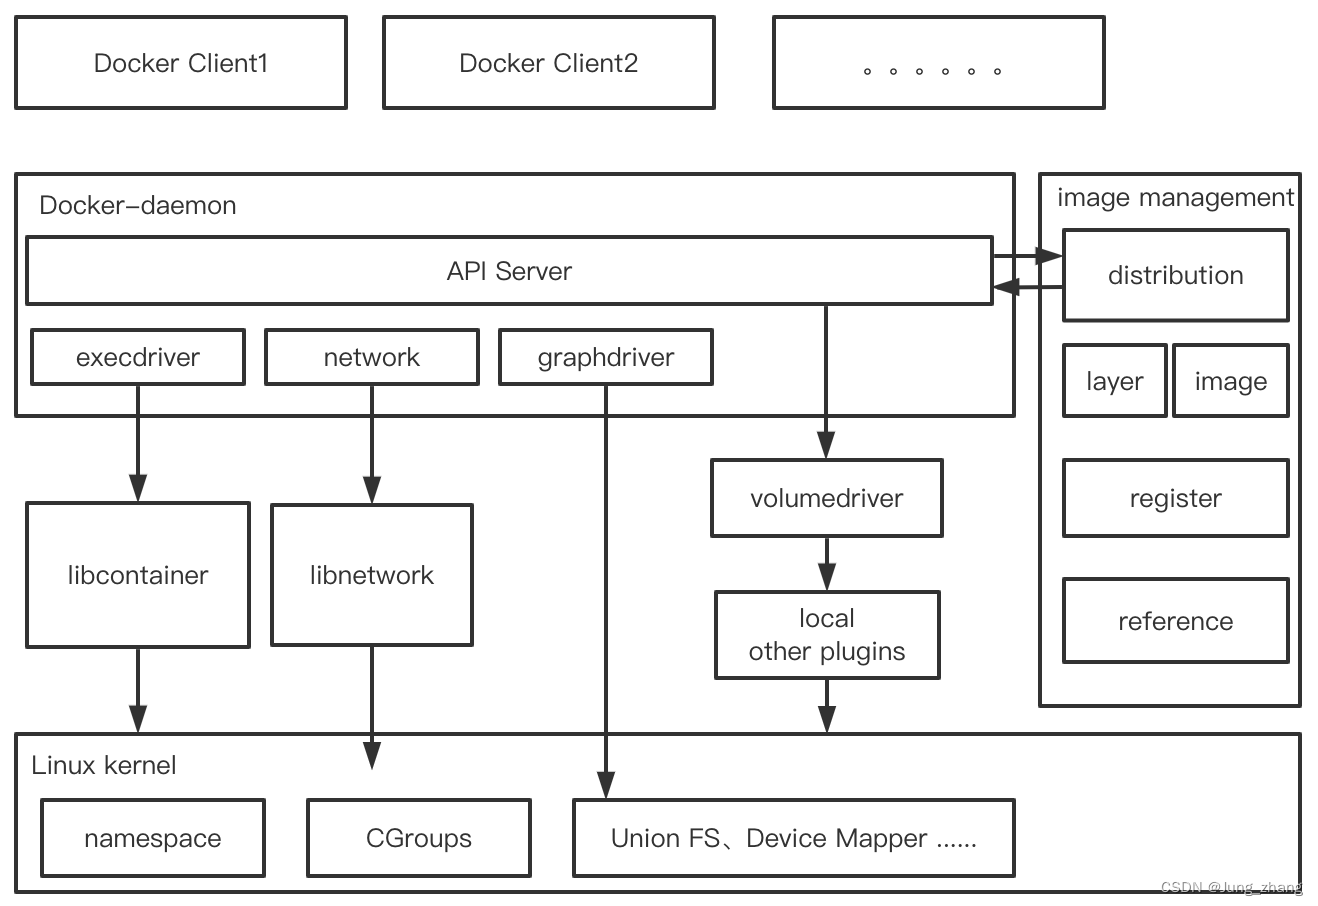 Docker Client1
Docker Client2
。。。。。。
Docker-daemon
image management
API Server
distribution
execdriver
network
graphdriver
layer
image
volumedriver
register
libcontainer
libnetwork
local
other plugins
reference
Linux kernel
namespace
CGroups
Union FS、Device Mapper ......
CSDN @Jung_zhang